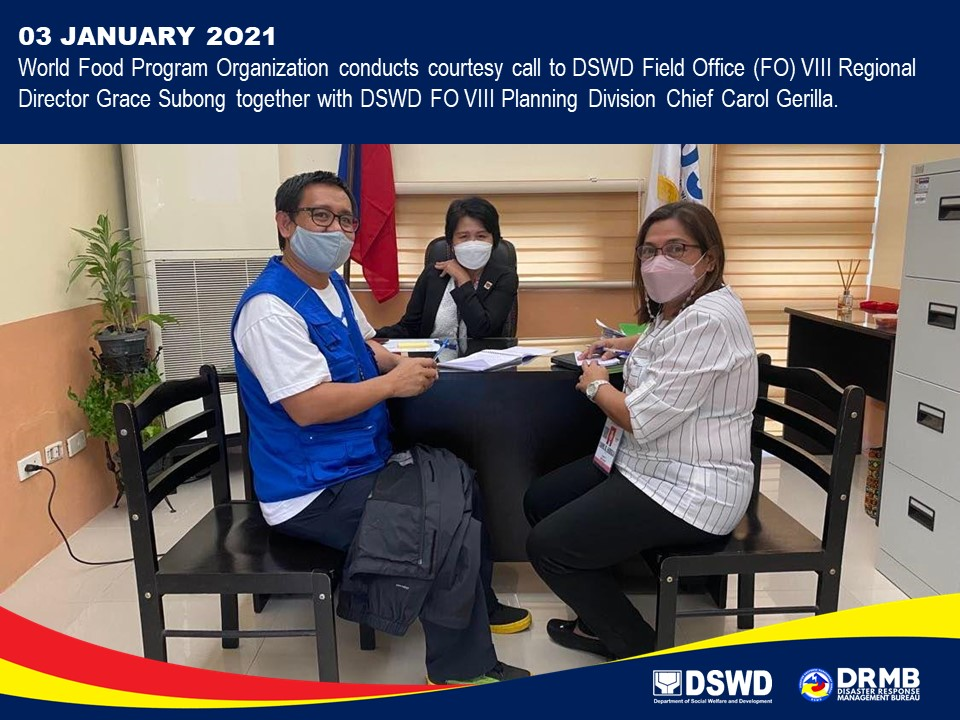 03 JANUARY 2O21
World Food Program Organization conducts courtesy call to DSWD Field Office (FO) VIII Regional
Director Grace Subong together with DSWD FO VIII Planning Division Chief Carol Gerilla.
DSWD
Department of Social Welfare and Development
DRMB
DISASTER RESPONSE
MANAGEMENT BUREAU